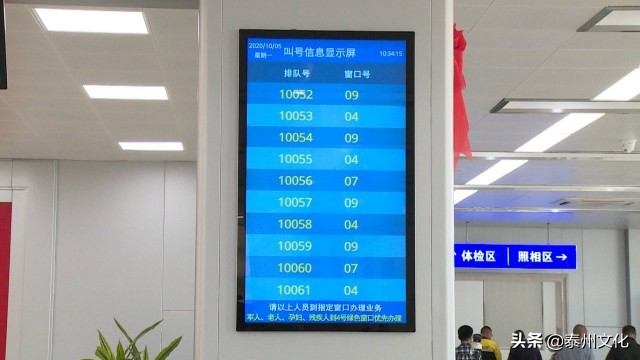 2020/10/05
星期一
叫号信息显示屏
10:34:15
排队号 窗口号
10052 09
10053 04
10054 09
10055 04
10056 07
10057 09
10058 04
10059 09
10060 07
10061 04
请以上人员到指定窗口办理业务
军人、老人、孕妇、残疾人到4号绿色窗口优先办理
体检区 照相区→
头条 @泰州文化